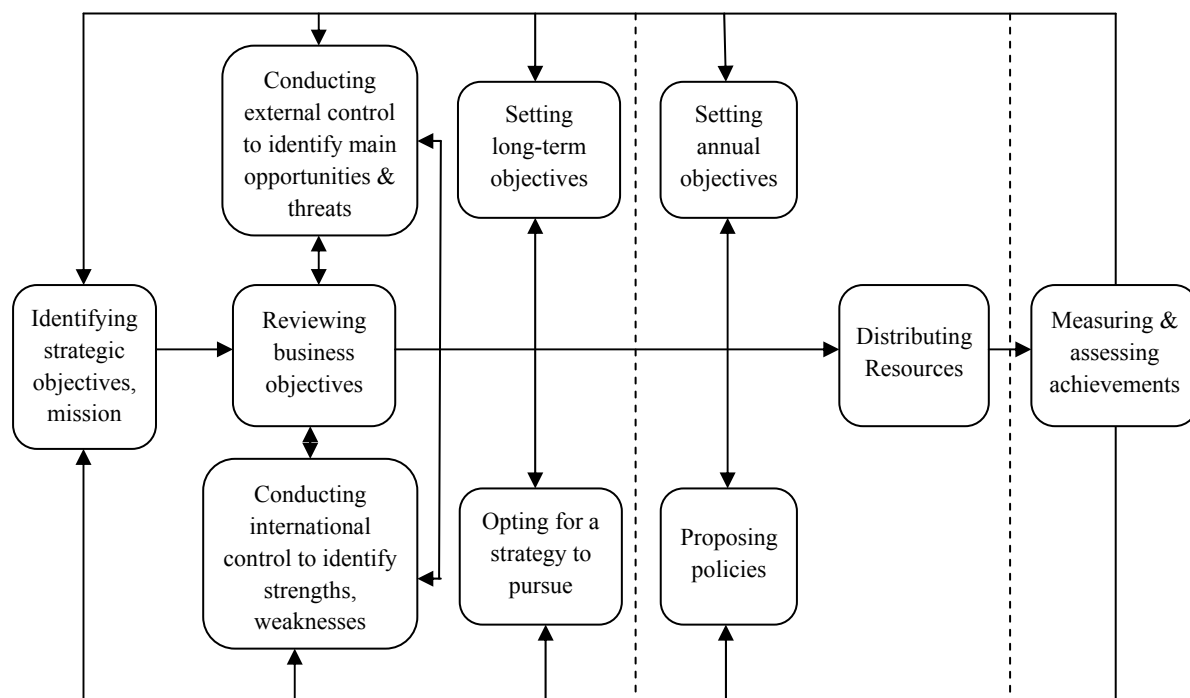 Conducting
external control
to identify main
opportunities &
threats
Setting
long-term
objectives
Setting
annual
objectives
Identifying
strategic
objectives,
mission
Reviewing
business
objectives
Distributing
Resources
Measuring &
assessing
achievements
Conducting
international
control to identify
strengths,
weaknesses
Opting for a
strategy to
pursue
Proposing
policies